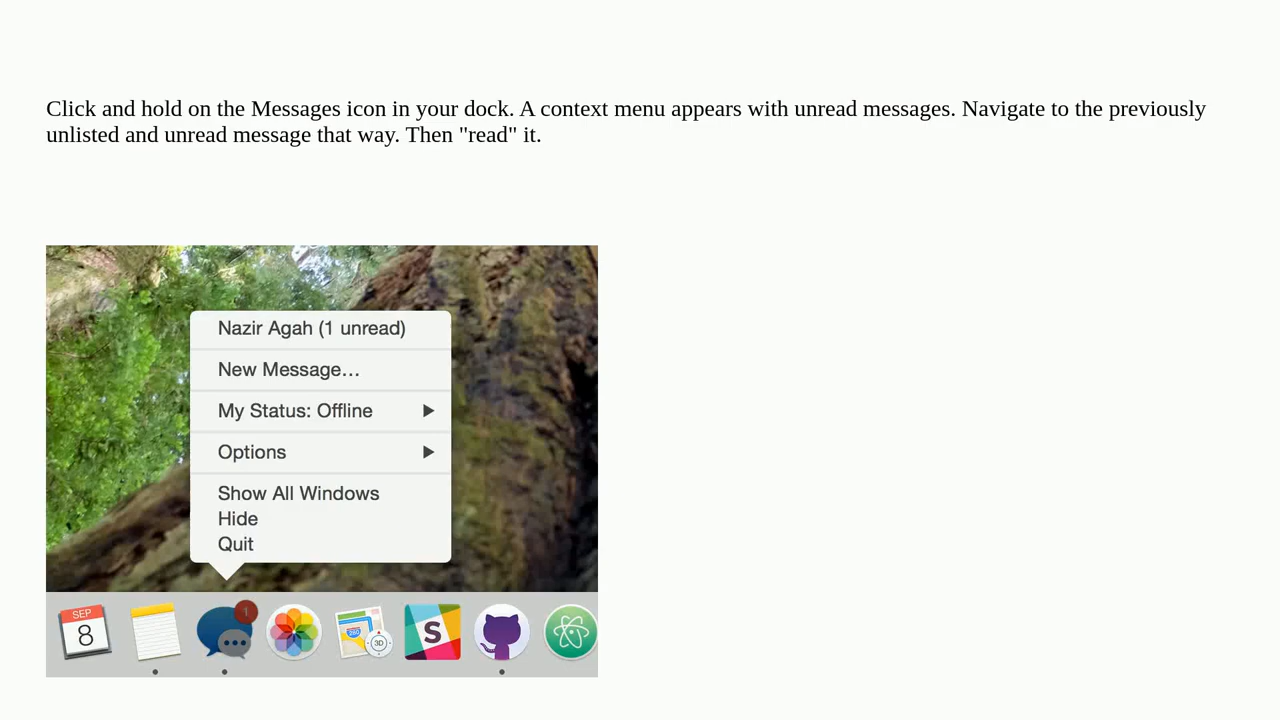 Click and hold on the Messages icon in your dock. A context menu appears with unread messages. Navigate to the previously
unlisted and unread message that way. Then "read" it.
Nazir Agah (1 unread)
New Message…
My Status: Offline
Options
Show All Windows
Hide
Quit
SEP
8
1
280
3D
S